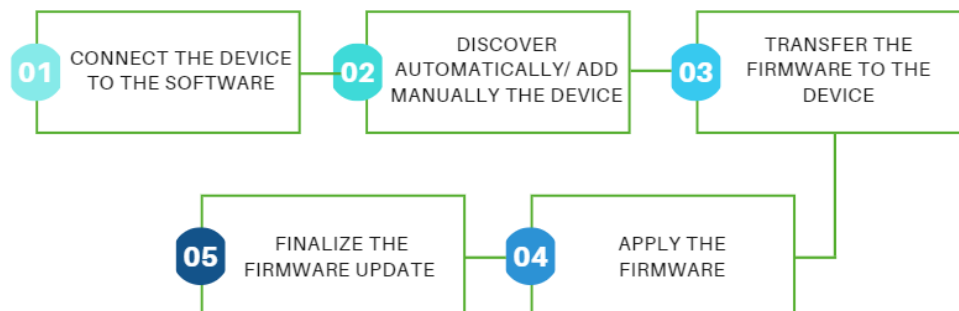 01
CONNECT THE DEVICE
TO THE SOFTWARE
02
DISCOVER
AUTOMATICALLY/ ADD
MANUALLY THE DEVICE
03
TRANSFER THE
FIRMWARE TO THE
DEVICE
04
APPLY THE
FIRMWARE
05
FINALIZE THE
FIRMWARE UPDATE